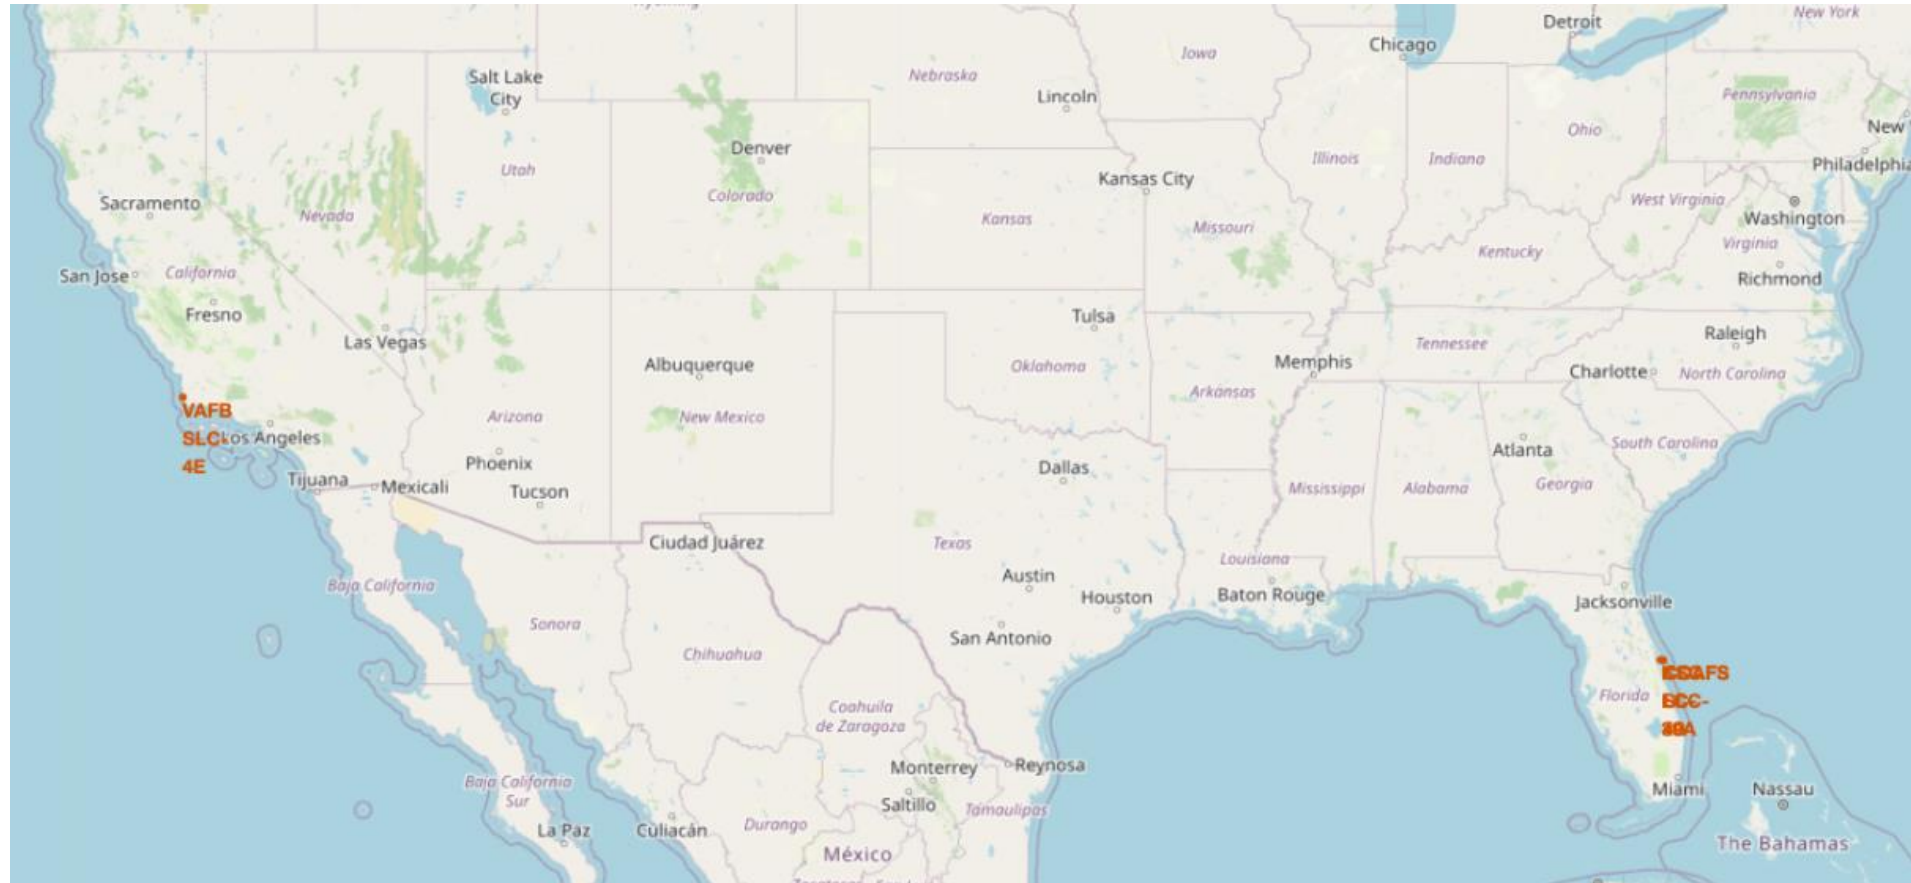 Wyoming
New York
Detroit
Chicago
Iowa
Salt Lake
City
Nebraska
Lincoln
Pennsylvania
Ohio
New
Denver
Utah
Illinois
Indiana
Philadelphia
Kansas City
Colorado
Sacramento
Nevada
Kansas
Missouri
West Virginia
Washington
Virginia
Kentucky
San Jose
California
Richmond
Fresno
Las Vegas
Tulsa
Raleigh
Tennessee
Albuquerque
Oklahoma
Memphis
Charlotte
North Carolina
Arkansas
VAFB
SLC-
4E
Los Angeles
Arizona
New Mexico
South Carolina
Atlanta
Phoenix
Dallas
Tijuana
Mexicali
Tucson
Mississippi
Alabama
Georgia
Ciudad Juárez
Texas
Louisiana
Austin
Baja California
Houston
Baton Rouge
Jacksonville
Sonora
San Antonio
Chihuahua
Florida
Coahuila
de Zaragoza
Monterrey
Reynosa
Baja California
Sur
Saltillo
Tamaulipas
Miami
Nassau
La Paz
Culiacán
Durango
México
The Bahamas